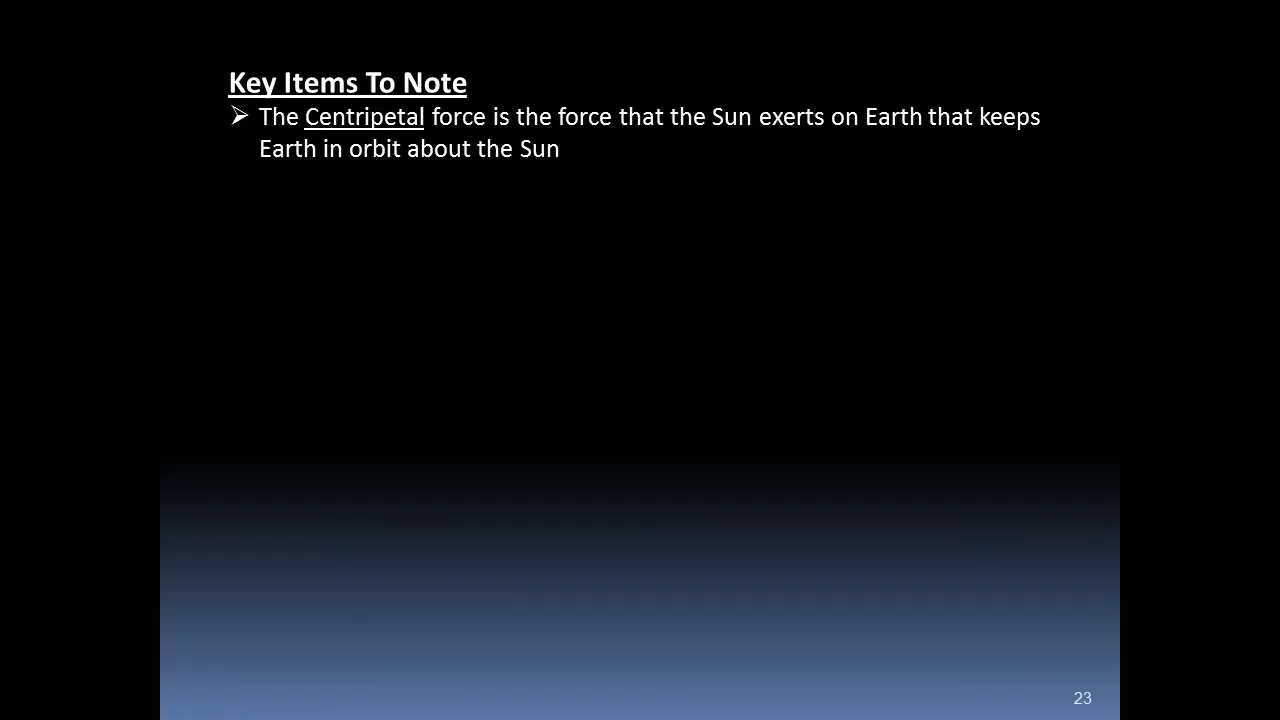 Key Items To Note
➢ The Centripetal force is the force that the Sun exerts on Earth that keeps
Earth in orbit about the Sun
23